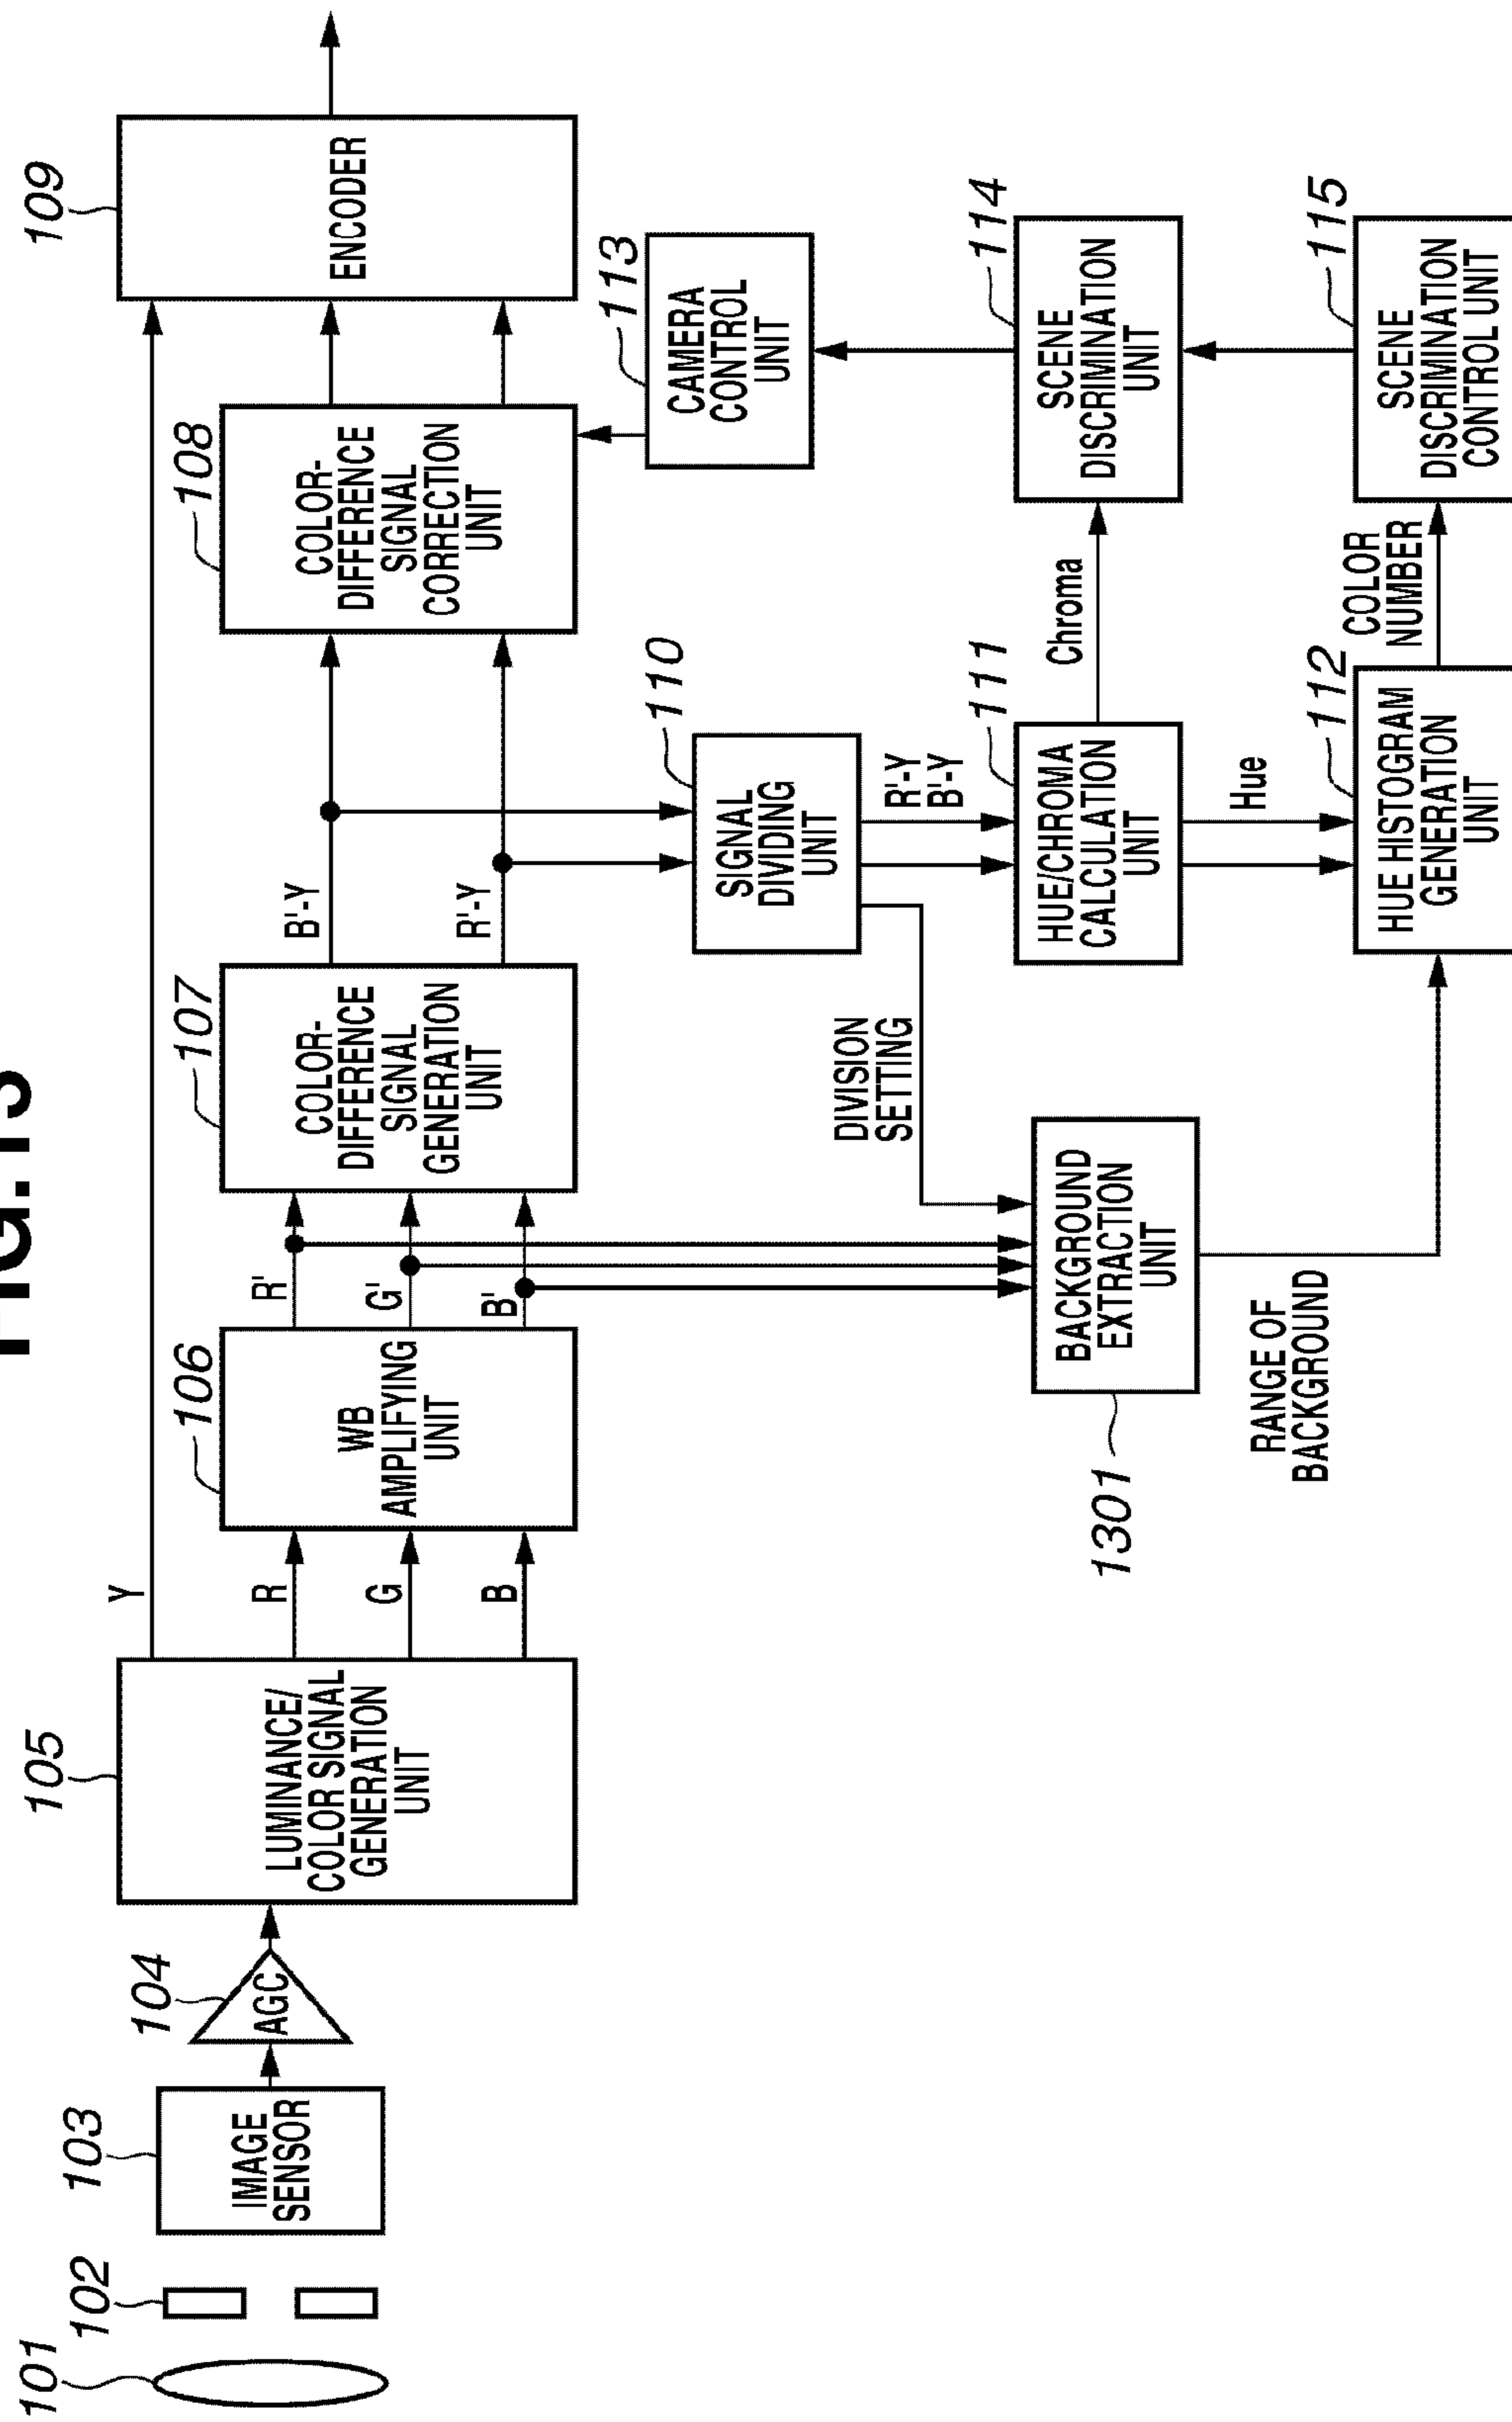 FIG.13
101
102
103
IMAGE
SENSOR
104
AGC
105
LUMINANCE/
COLOR SIGNAL
GENERATION
UNIT
Y
R
G
B
106
WB
AMPLIFYING
UNIT
R'
G'
B'
107
COLOR-
DIFFERENCE
SIGNAL
GENERATION
UNIT
B'-Y
R'-Y
108
COLOR-
DIFFERENCE
SIGNAL
CORRECTION
UNIT
109
ENCODER
110
SIGNAL
DIVIDING
UNIT
113
CAMERA
CONTROL
UNIT
DIVISION
SETTING
R'-Y
B'-Y
1301
BACKGROUND
EXTRACTION
UNIT
111
HUE/CHROMA
CALCULATION
UNIT
Chroma
114
SCENE
DISCRIMINATION
UNIT
RANGE OF
BACKGROUND
Hue
112
HUE HISTOGRAM
GENERATION
UNIT
COLOR
NUMBER
115
SCENE
DISCRIMINATION
CONTROL UNIT